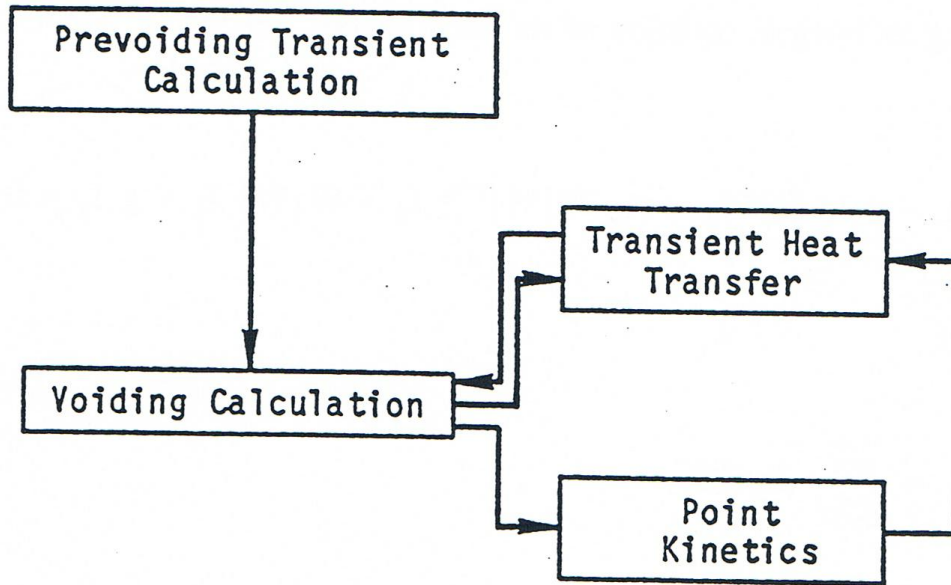 Prevoiding Transient
Calculation
Transient Heat
Transfer
Voiding Calculation
Point
Kinetics